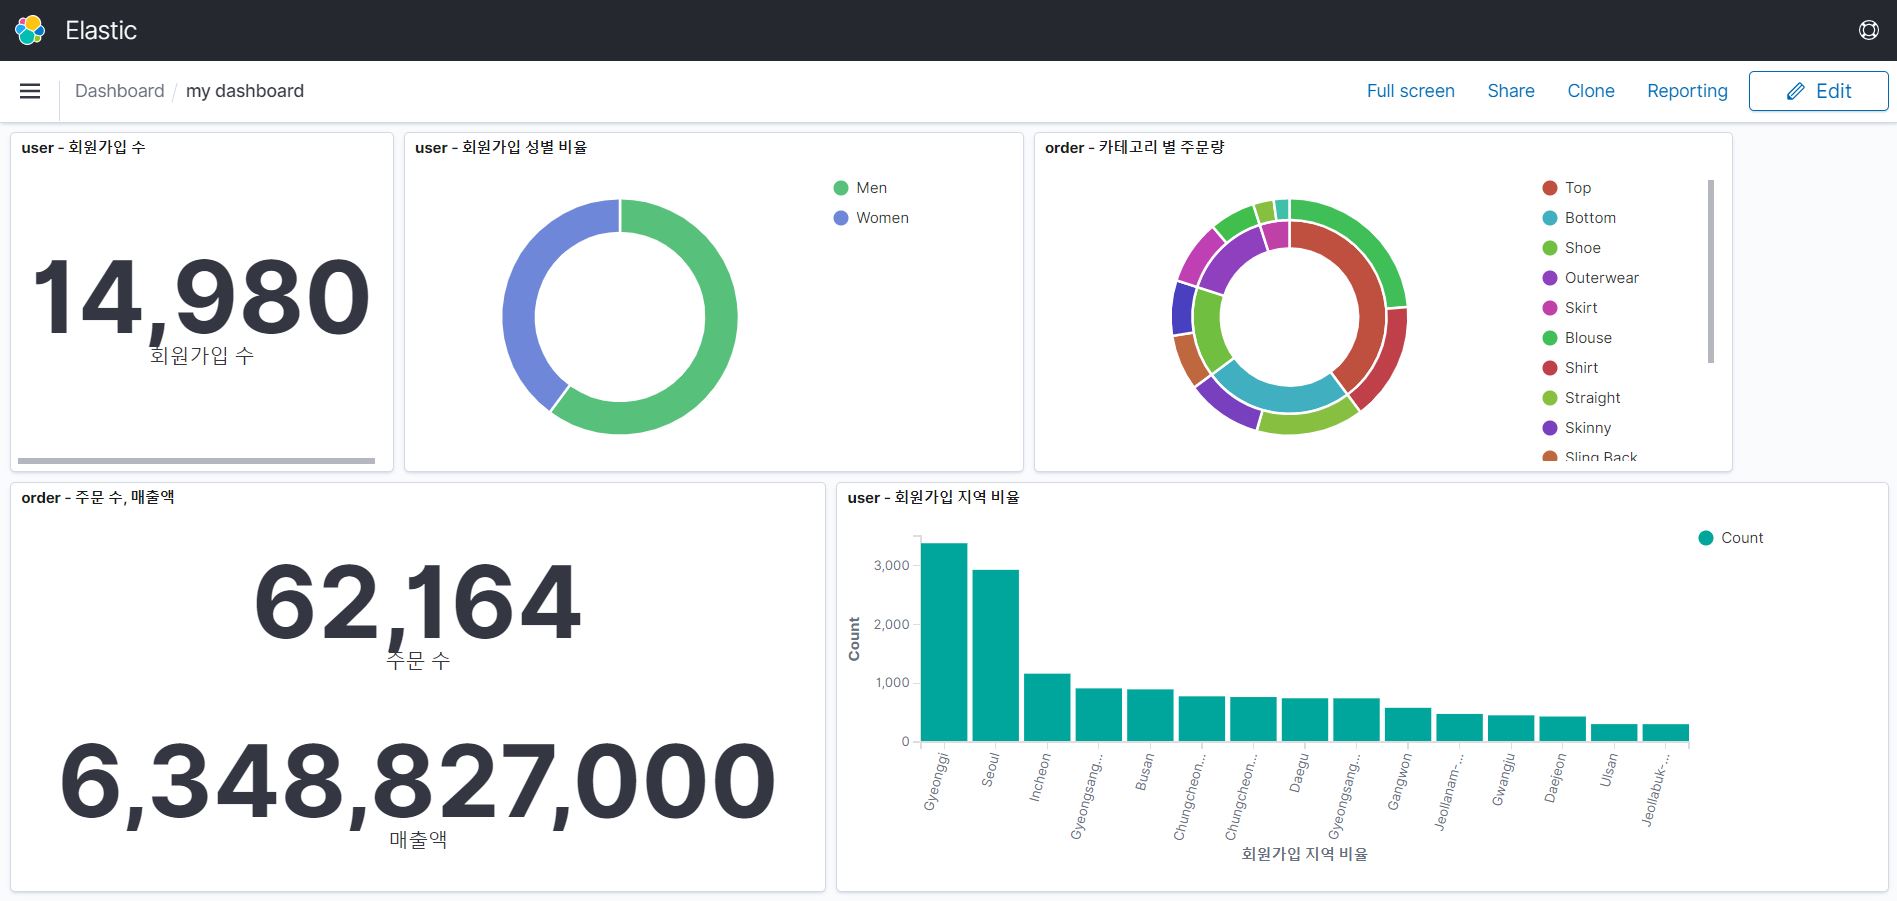 Elastic
Dashboard / my dashboard
Full screen
Share
Clone
Reporting
Edit
user - 회원가입 수
14,980
회원가입 수
user - 회원가입 성별 비율
Men
Women
order - 카테고리 별 주문량
Top
Bottom
Shoe
Outerwear
Skirt
Blouse
Shirt
Straight
Skinny
Sling Back
order - 주문 수, 매출액
62,164
주문 수
6,348,827,000
매출액
user - 회원가입 지역 비율
Count
3,000
2,000
1,000
0
Count
Gyeonggi
Seoul
Incheon
Gyeongsang...
Busan
Chungcheon...
Chungcheon...
Daegu
Gyeongsang...
Gangwon
Jeollanam-...
Gwangju
Daejeon
Ulsan
Jeollabuk-...
회원가입 지역 비율